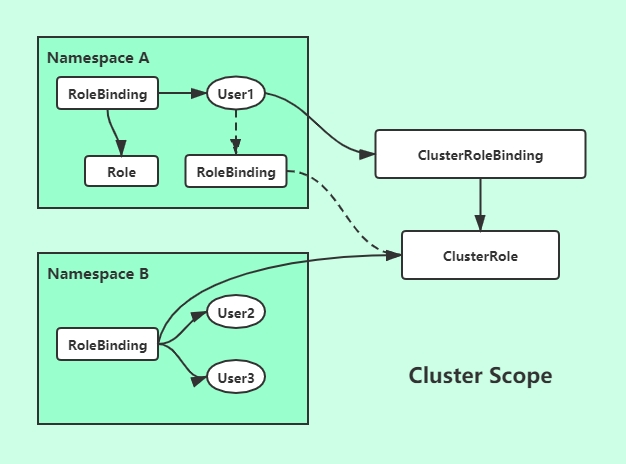 Namespace A
RoleBinding
User1
Role
RoleBinding
ClusterRoleBinding
ClusterRole
Namespace B
RoleBinding
User2
User3
Cluster Scope